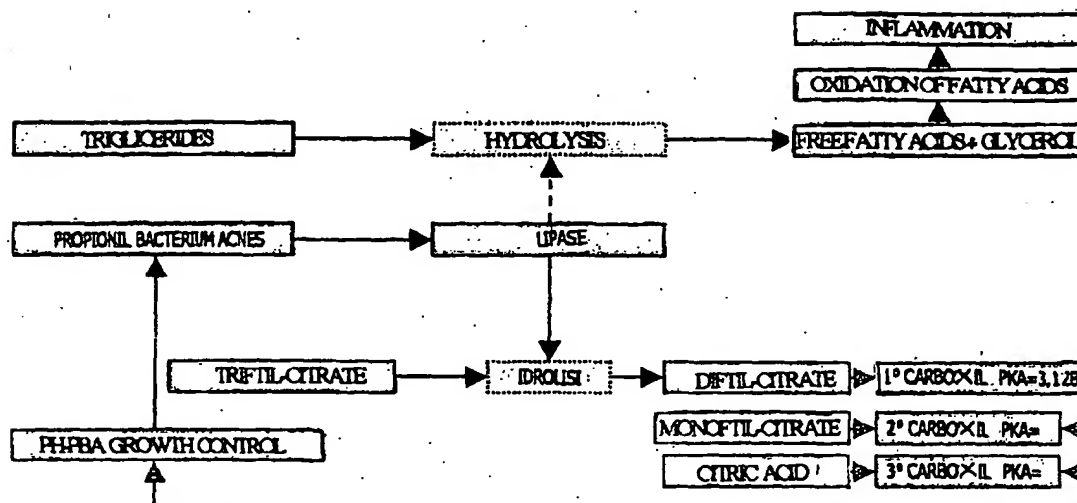 INFLAMMATION
OXIDATION OF FATTY ACIDS
TRIGLICERIDES
HYDROLYSIS
FREE FATTY ACIDS + GLYCEROL
PROPIONIL BACTERIUM ACNES
LIPASE
TRIETIL-CITRATE
IDROLISI
DIETIL-CITRATE
1° CARBOXIL PKA=3,128
PH-PBA GROWTH CONTROL
MONOETIL-CITRATE
2° CARBOXIL PKA=
CITRIC ACID
3° CARBOXIL PKA=